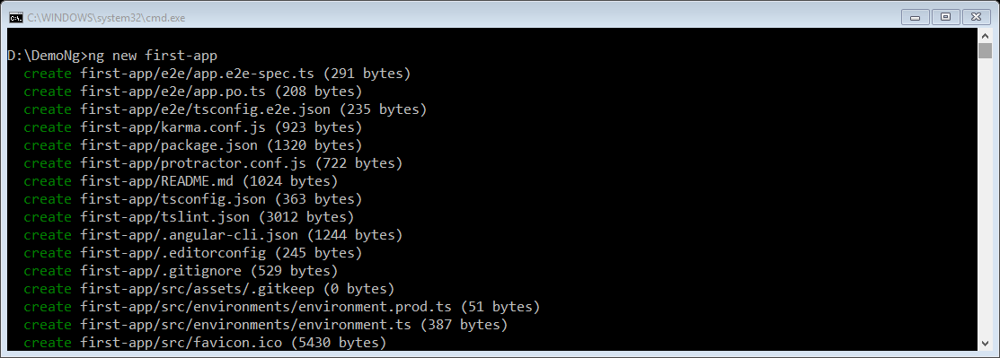 C:\WINDOWS\system32\cmd.exe
D:\DemoNg>ng new first-app
create first-app/e2e/app.e2e-spec.ts (291 bytes)
create first-app/e2e/app.po.ts (208 bytes)
create first-app/e2e/tsconfig.e2e.json (235 bytes)
create first-app/karma.conf.js (923 bytes)
create first-app/package.json (1320 bytes)
create first-app/protractor.conf.js (722 bytes)
create first-app/README.md (1024 bytes)
create first-app/tsconfig.json (363 bytes)
create first-app/tslint.json (3012 bytes)
create first-app/.angular-cli.json (1244 bytes)
create first-app/.editorconfig (245 bytes)
create first-app/.gitignore (529 bytes)
create first-app/src/assets/.gitkeep (0 bytes)
create first-app/src/environments/environment.prod.ts (51 bytes)
create first-app/src/environments/environment.ts (387 bytes)
create first-app/src/favicon.ico (5430 bytes)